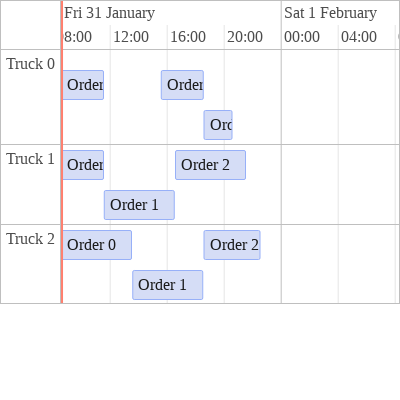 Fri 31 January Sat 1 February
8:00 12:00 16:00 20:00 00:00 04:00
Truck 0
Order Order
Truck 1
Order Order 2
Order 1
Truck 2
Order 0 Order 2
Order 1